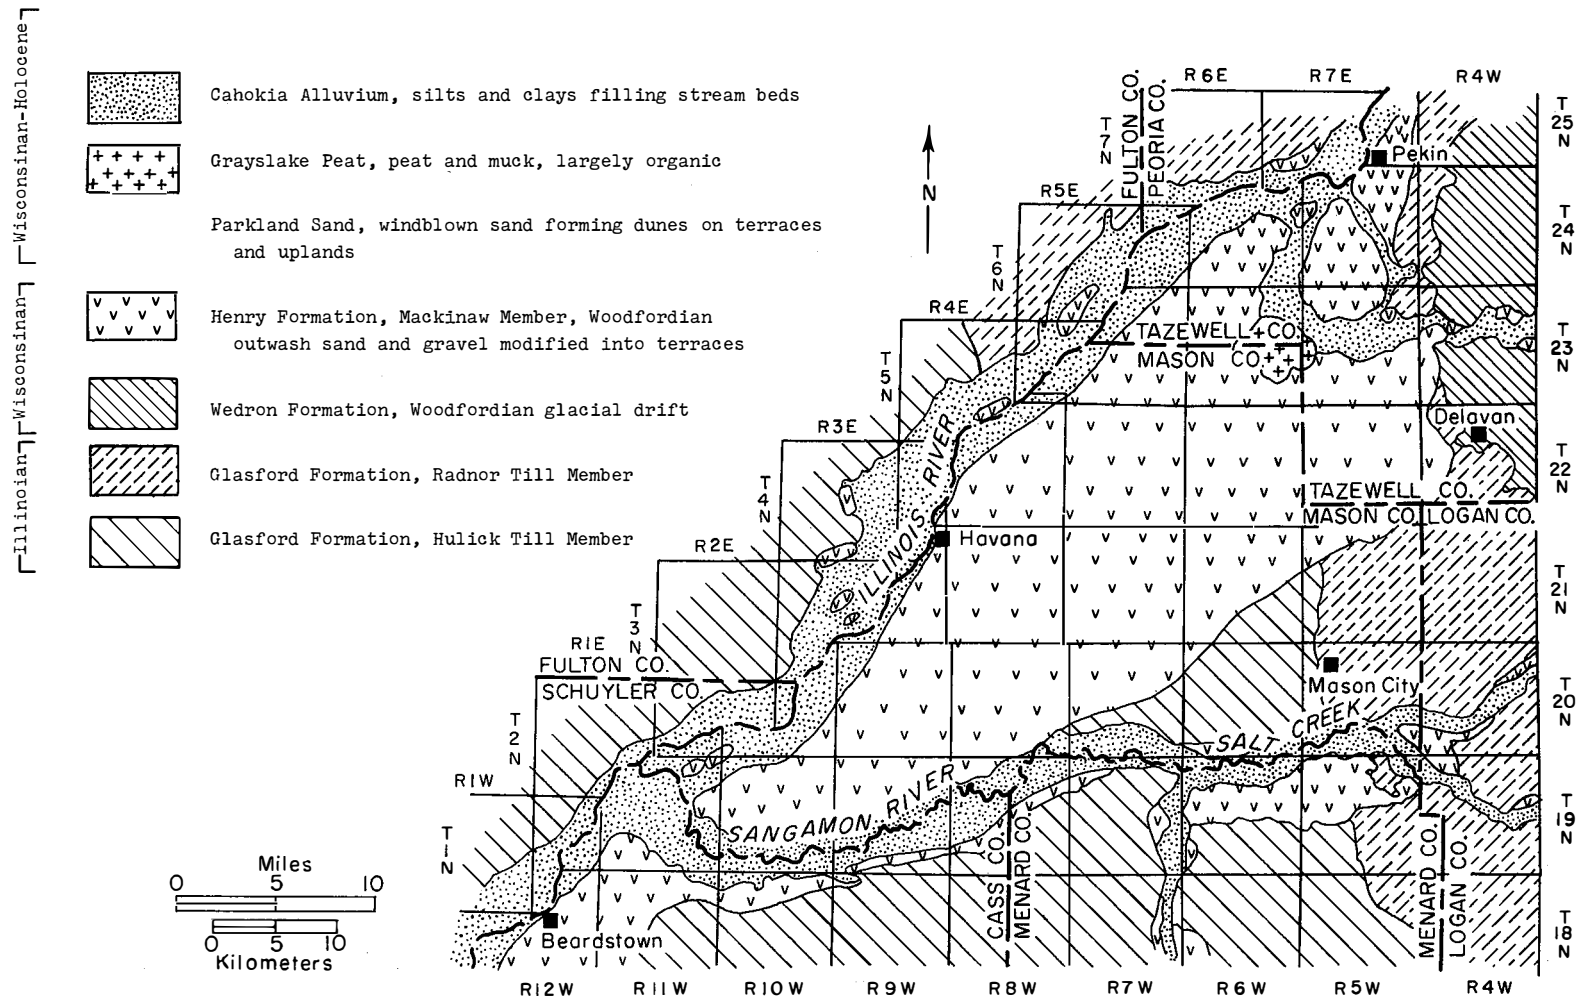 Wisconsinan-Holocene
Cahokia Alluvium, silts and clays filling stream beds
Grayslake Peat, peat and muck, largely organic
Parkland Sand, windblown sand forming dunes on terraces
and uplands
Wisconsinan
Henry Formation, Mackinaw Member, Woodfordian
outwash sand and gravel modified into terraces
Wedron Formation, Woodfordian glacial drift
Illinoian
Glasford Formation, Radnor Till Member
Glasford Formation, Hulick Till Member
N
FULTON CO.
PEORIA CO.
R6E
R7E
R4W
T
7
N
T
25
N
Pekin
R5E
T
6
N
T
24
N
R4E
TAZEWELL CO.
MASON CO.
T
23
N
T
5
N
R3E
Delavan
T
4
N
T
22
N
TAZEWELL CO.
MASON CO. LOGAN CO.
ILLINOIS RIVER
Havana
R2E
T
21
N
T
3
N
R1E
FULTON CO.
SCHUYLER CO.
Mason City
T
20
N
T
2
N
SALT CREEK
R1W
SANGAMON RIVER
T
19
N
T
1
N
CASS CO.
MENARD CO.
MENARD CO.
LOGAN CO.
Miles
0 5 10
0 5 10
Kilometers
Beardstown
T
18
N
R12W R11W R10W R9W R8W R7W R6W R5W R4W